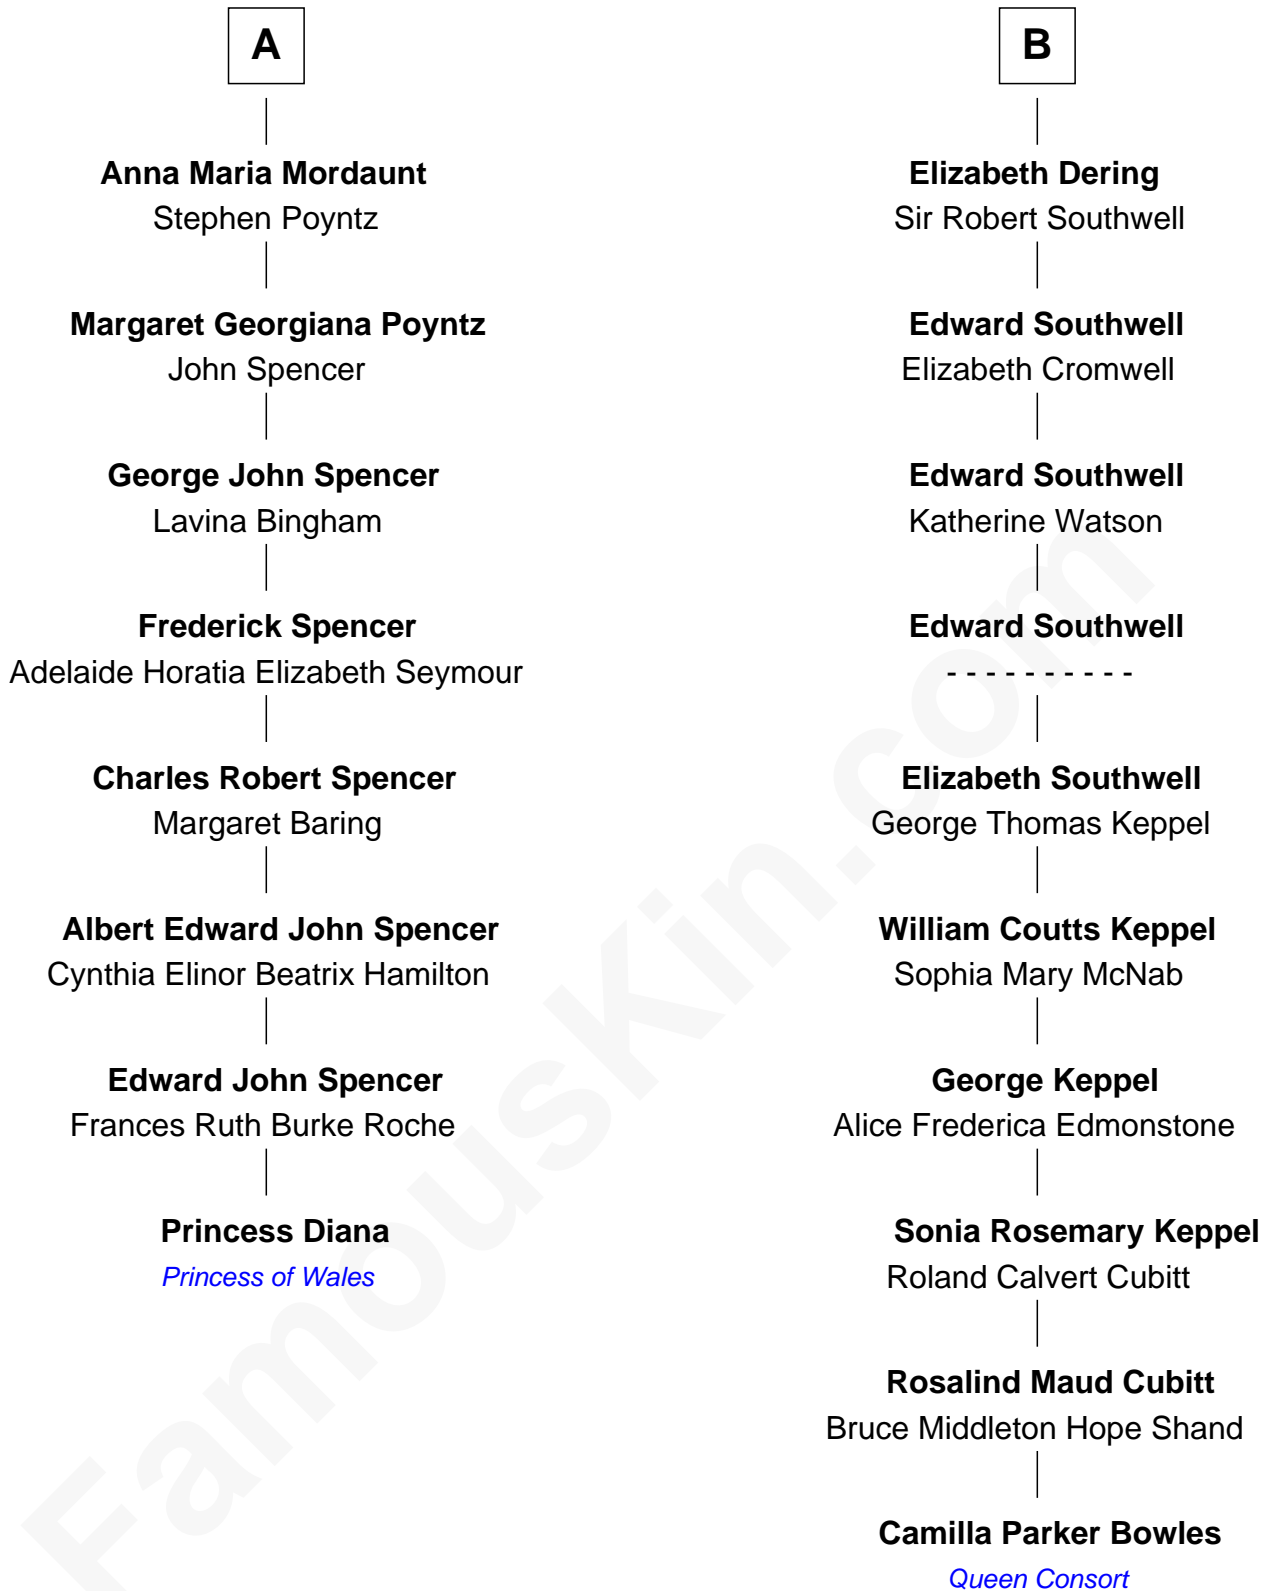 A
Anna Maria Mordaunt
Stephen Poyntz
Margaret Georgiana Poyntz
John Spencer
George John Spencer
Lavina Bingham
Frederick Spencer
Adelaide Horatia Elizabeth Seymour
Charles Robert Spencer
Margaret Baring
Albert Edward John Spencer
Cynthia Elinor Beatrix Hamilton
Edward John Spencer
Frances Ruth Burke Roche
Princess Diana
Princess of Wales
B
Elizabeth Dering
Sir Robert Southwell
Edward Southwell
Elizabeth Cromwell
Edward Southwell
Katherine Watson
Edward Southwell
- - - - - - - - - -
Elizabeth Southwell
George Thomas Keppel
William Coutts Keppel
Sophia Mary McNab
George Keppel
Alice Frederica Edmonstone
Sonia Rosemary Keppel
Roland Calvert Cubitt
Rosalind Maud Cubitt
Bruce Middleton Hope Shand
Camilla Parker Bowles
Queen Consort
FamousKin.com